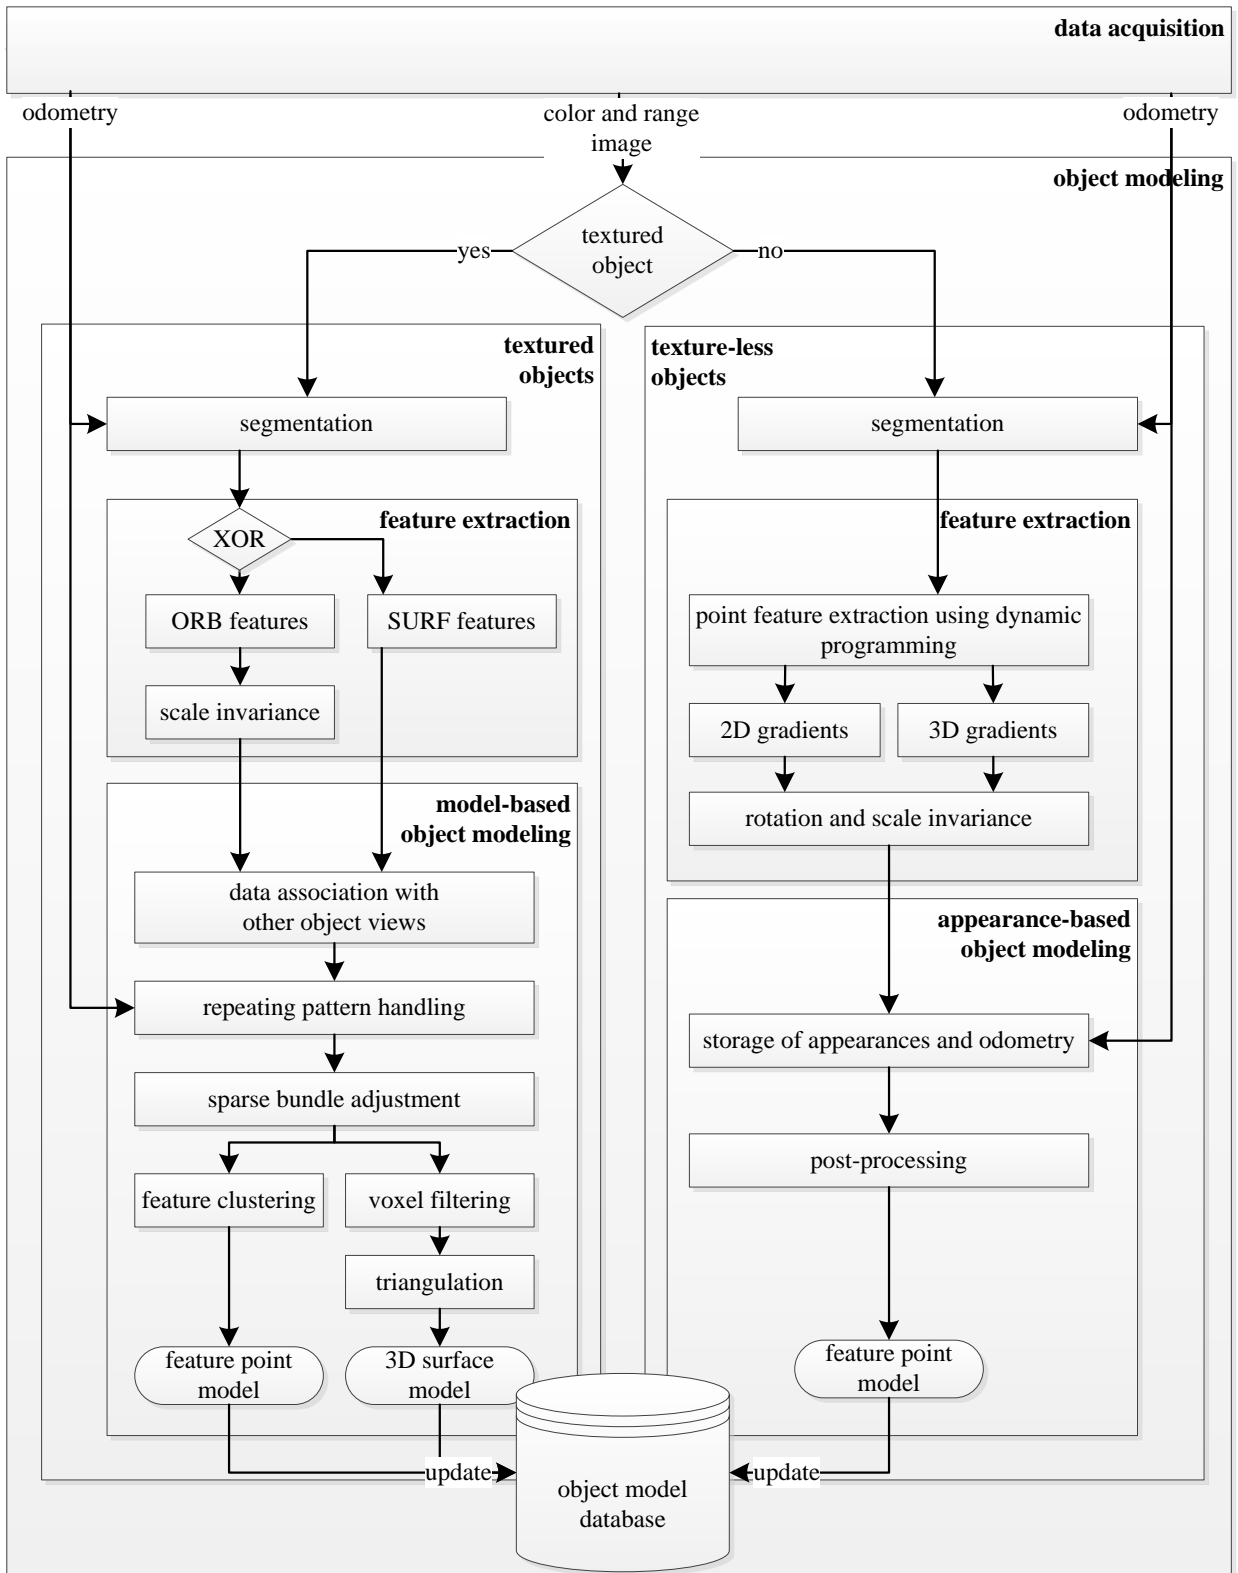 data acquisition
odometry
color and range
image
odometry
object modeling
textured
object
yes
no
textured
objects
texture-less
objects
segmentation
segmentation
feature extraction
XOR
ORB features
SURF features
scale invariance
feature extraction
point feature extraction using dynamic
programming
2D gradients
3D gradients
rotation and scale invariance
model-based
object modeling
data association with
other object views
repeating pattern handling
sparse bundle adjustment
feature clustering
voxel filtering
triangulation
feature point
model
3D surface
model
appearance-based
object modeling
storage of appearances and odometry
post-processing
feature point
model
update
update
object model
database